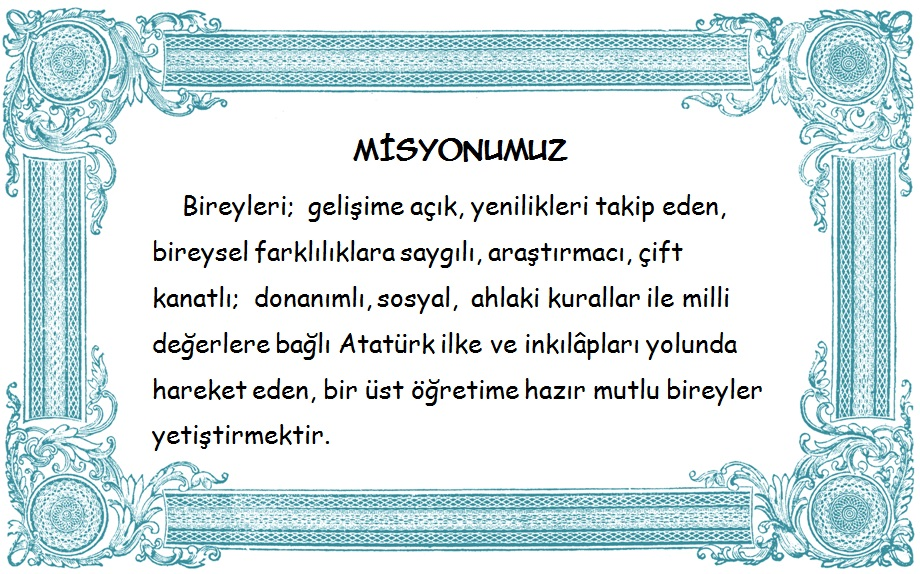 MİSYONUMUZ
Bireyleri; gelişime açık, yenilikleri takip eden,
bireysel farklılıklara saygılı, araştırmacı, çift
kanatlı; donanımlı, sosyal, ahlaki kurallar ile milli
değerlere bağlı Atatürk ilke ve inkılâpları yolunda
hareket eden, bir üst öğretime hazır mutlu bireyler
yetiştirmektir.